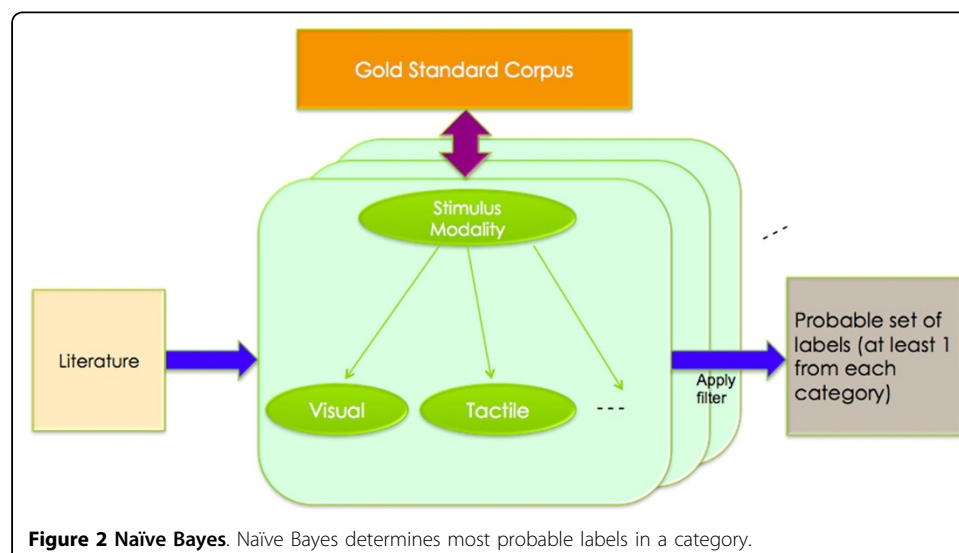 Gold Standard Corpus
Stimulus
Modality
Literature
Visual
Tactile
---
---
Apply
filter
Probable set of
labels (at least 1
from each
category)
Figure 2 Naïve Bayes. Naïve Bayes determines most probable labels in a category.